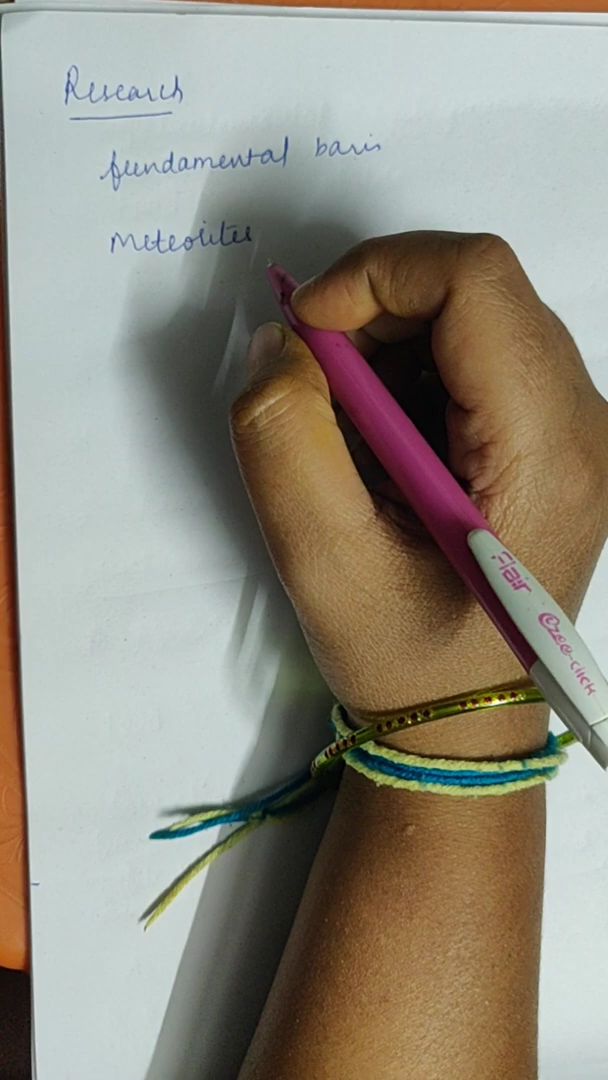 Research
fundamental basis
Meteorites
Flair
Ezee-click